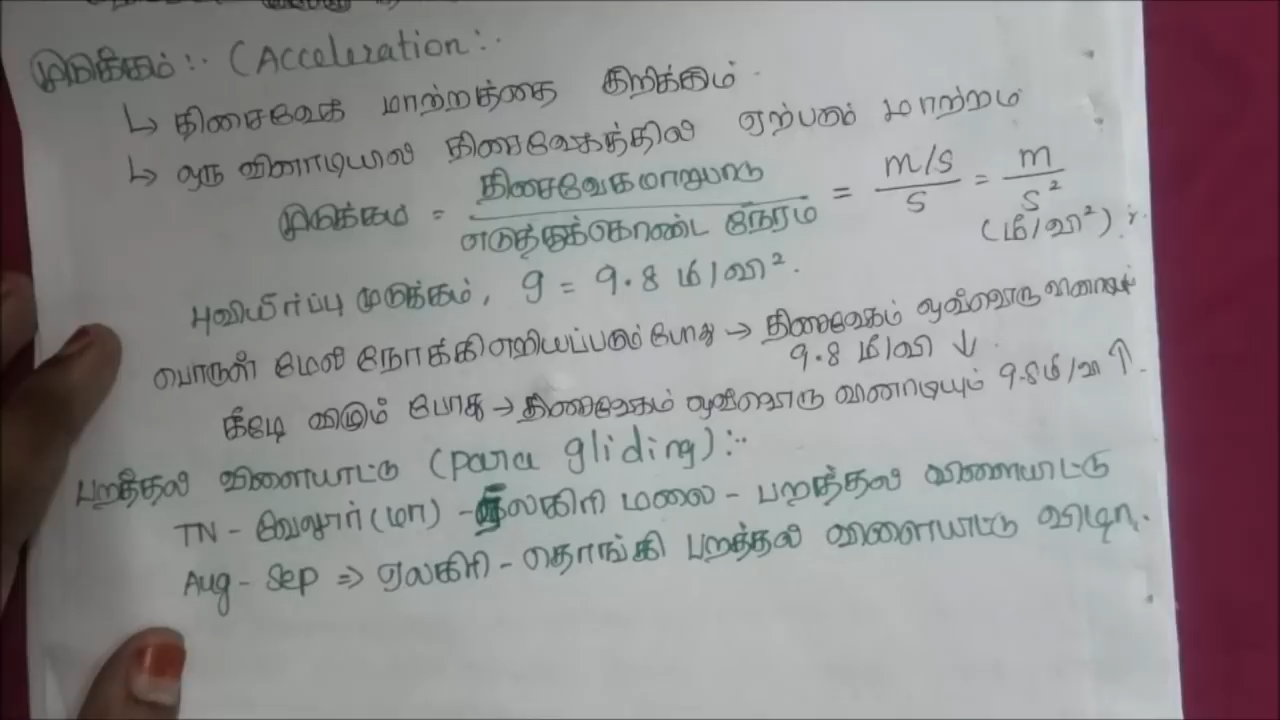 முடுக்கம் :- (Acceleration :-
↳ திசைவேக மாற்றத்தை குறிக்கும்.
↳ ஒரு வினாடியில் திசைவேகத்தில் ஏற்படும் மாற்றம்
முடுக்கம் = திசைவேகமாறுபாடு / எடுத்துக்கொண்ட நேரம் = m/s / s = m / s²
(மீ/வி²) :-
புவியீர்ப்பு முடுக்கம், g = 9.8 மீ/வி².
பொருள் மேல் நோக்கி எறியப்படும் போது → திசைவேகம் ஒவ்வொரு வினாடியும்
9.8 மீ/வி ↓.
கீழே விழும் போது → திசைவேகம் ஒவ்வொரு வினாடியும் 9.8மீ/வி ↑.
பறத்தல் விளையாட்டு (para gliding) :-
TN - வேலூர் (மா) - ஏலகிரி மலை - பறத்தல் விளையாட்டு
Aug - Sep ⇒ ஏலகிரி - தொங்கி பறத்தல் விளையாட்டு விழா.